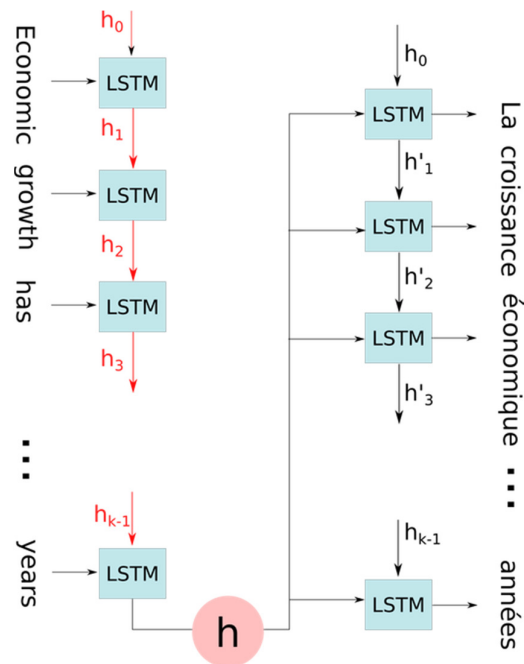 Economic growth has ... years
h0
LSTM
h1
LSTM
h2
LSTM
h3
hk-1
LSTM
h
h0
LSTM
h'1
LSTM
h'2
LSTM
h'3
hk-1
LSTM
La croissance économique ... années